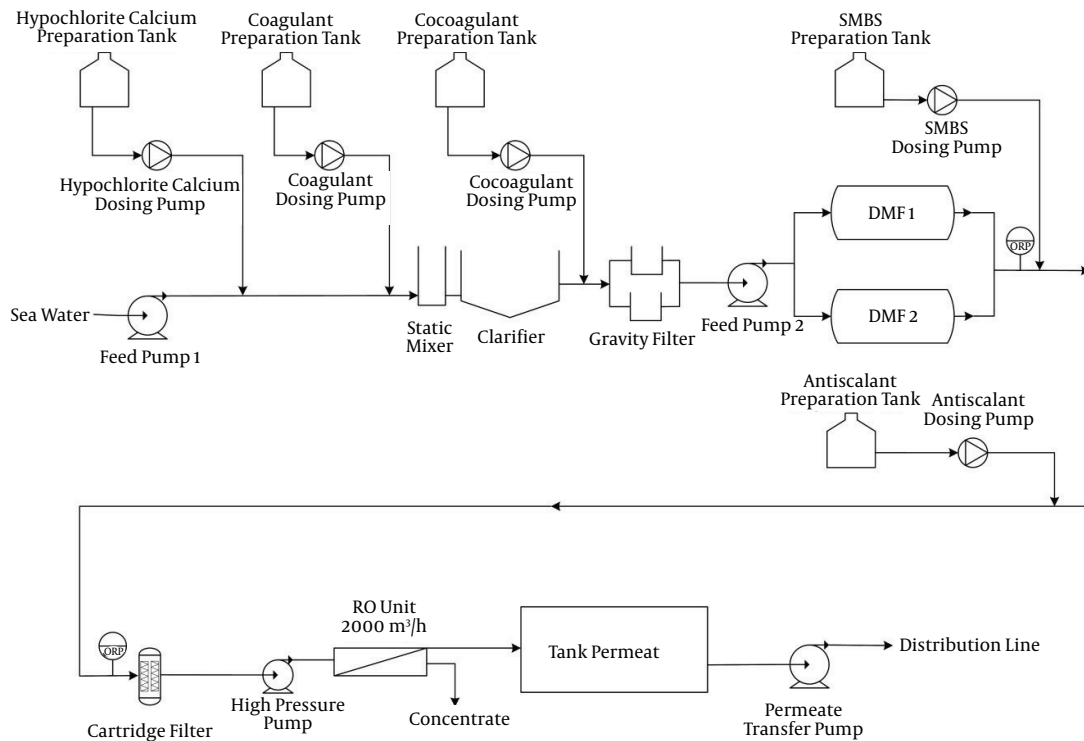 Hypochlorite Calcium
Preparation Tank
Coagulant
Preparation Tank
Cocoagulant
Preparation Tank
SMBS
Preparation Tank
SMBS
Dosing Pump
Hypochlorite Calcium
Dosing Pump
Coagulant
Dosing Pump
Cocoagulant
Dosing Pump
DMF 1
ORP
Sea Water
Feed Pump 1
Static
Mixer
Clarifier
Gravity Filter
Feed Pump 2
DMF 2
Antiscalant
Preparation Tank
Antiscalant
Dosing Pump
ORP
Cartridge Filter
High Pressure
Pump
RO Unit
2000 m³/h
Concentrate
Tank Permeat
Permeate
Transfer Pump
Distribution Line